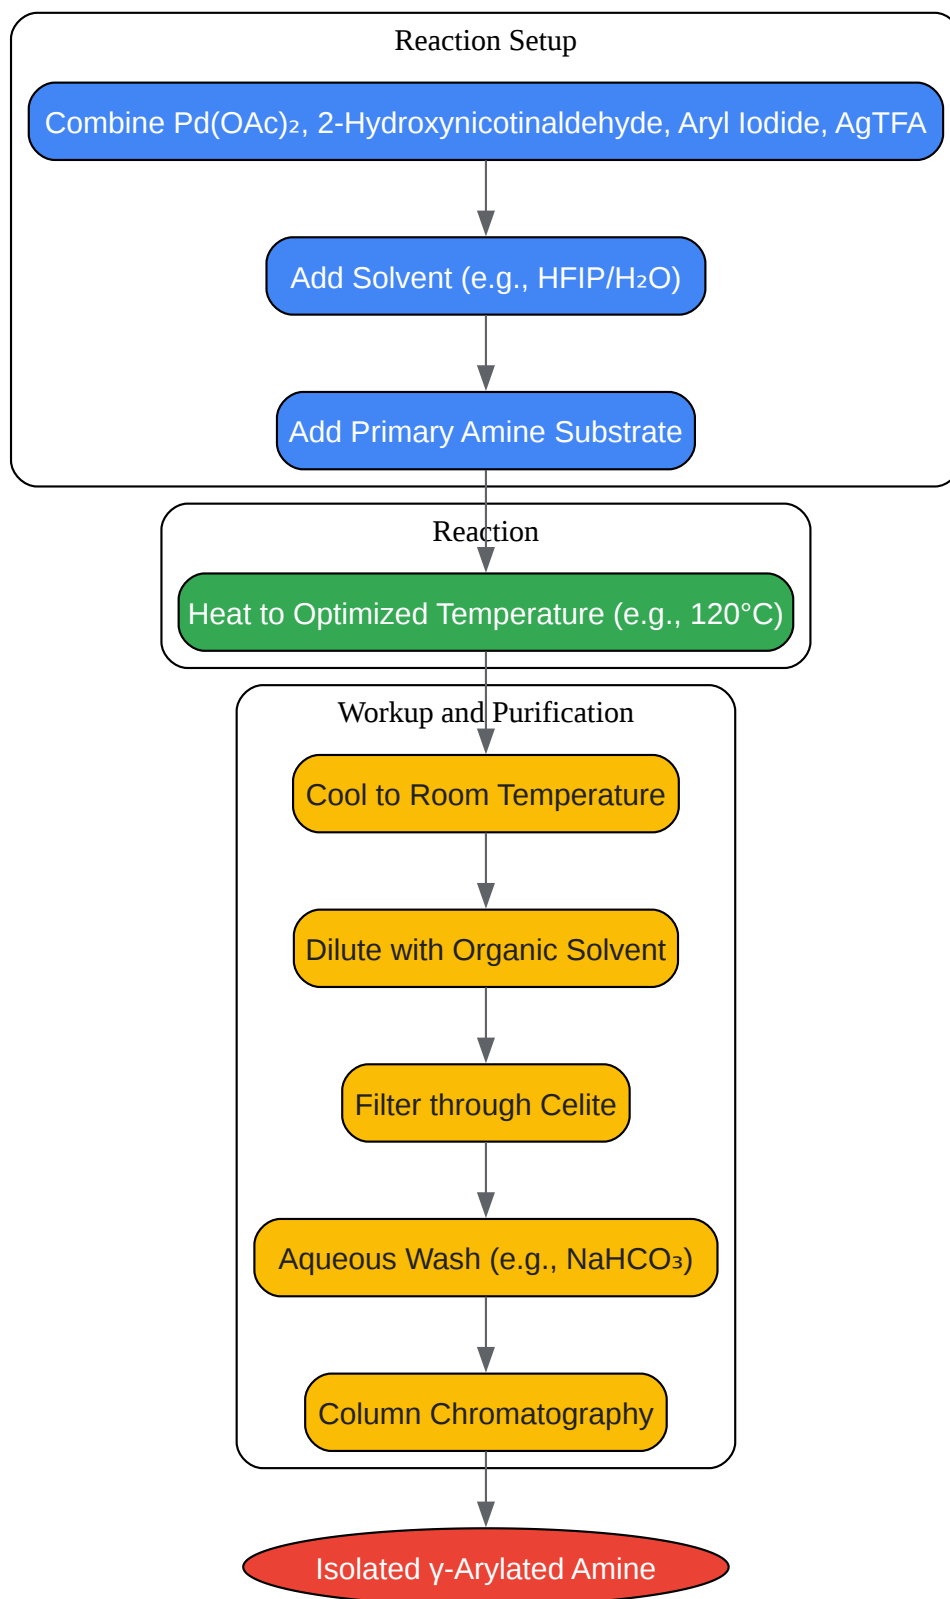 Reaction Setup
Combine Pd(OAc)₂, 2-Hydroxynicotinaldehyde, Aryl Iodide, AgTFA
Add Solvent (e.g., HFIP/H₂O)
Add Primary Amine Substrate
Reaction
Heat to Optimized Temperature (e.g., 120°C)
Workup and Purification
Cool to Room Temperature
Dilute with Organic Solvent
Filter through Celite
Aqueous Wash (e.g., NaHCO₃)
Column Chromatography
Isolated γ-Arylated Amine